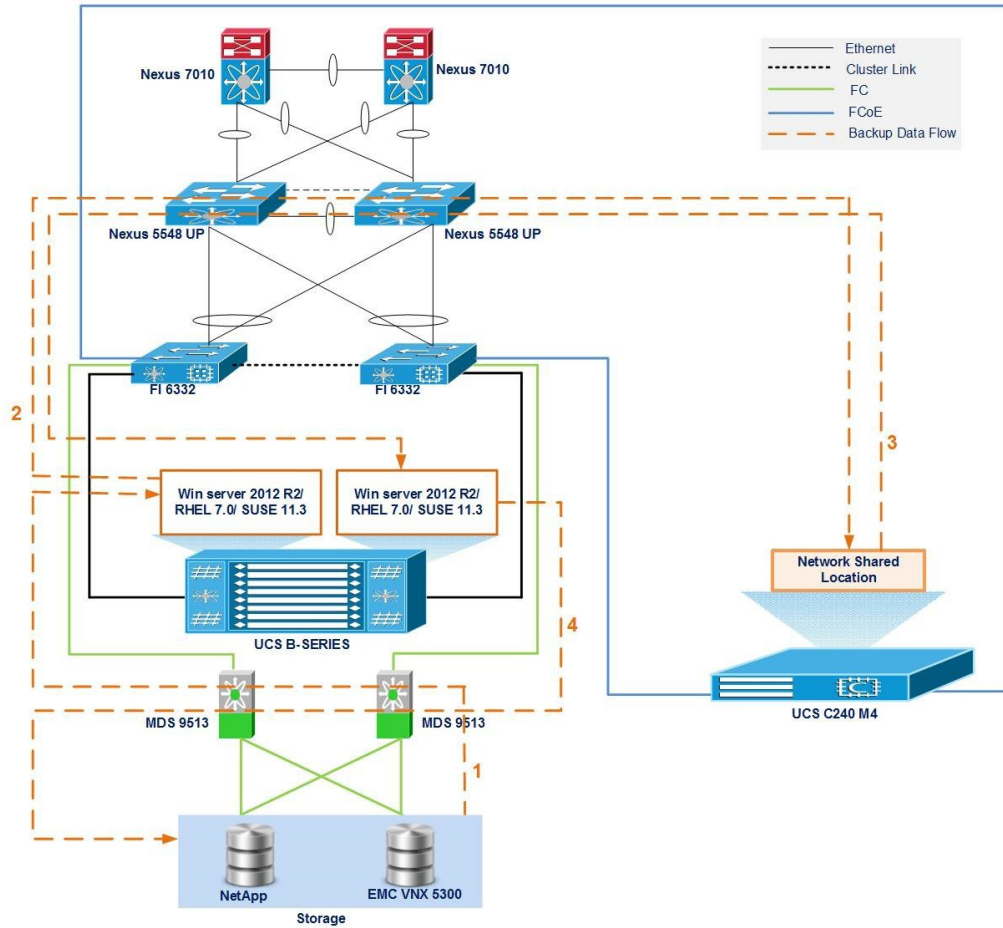 Nexus 7010
Nexus 7010
Ethernet
Cluster Link
FC
FCoE
Backup Data Flow
Nexus 5548 UP
Nexus 5548 UP
FI 6332
FI 6332
2
3
Win server 2012 R2/
RHEL 7.0/ SUSE 11.3
Win server 2012 R2/
RHEL 7.0/ SUSE 11.3
Network Shared
Location
4
UCS B-SERIES
UCS C240 M4
MDS 9513
MDS 9513
1
NetApp
EMC VNX 5300
Storage